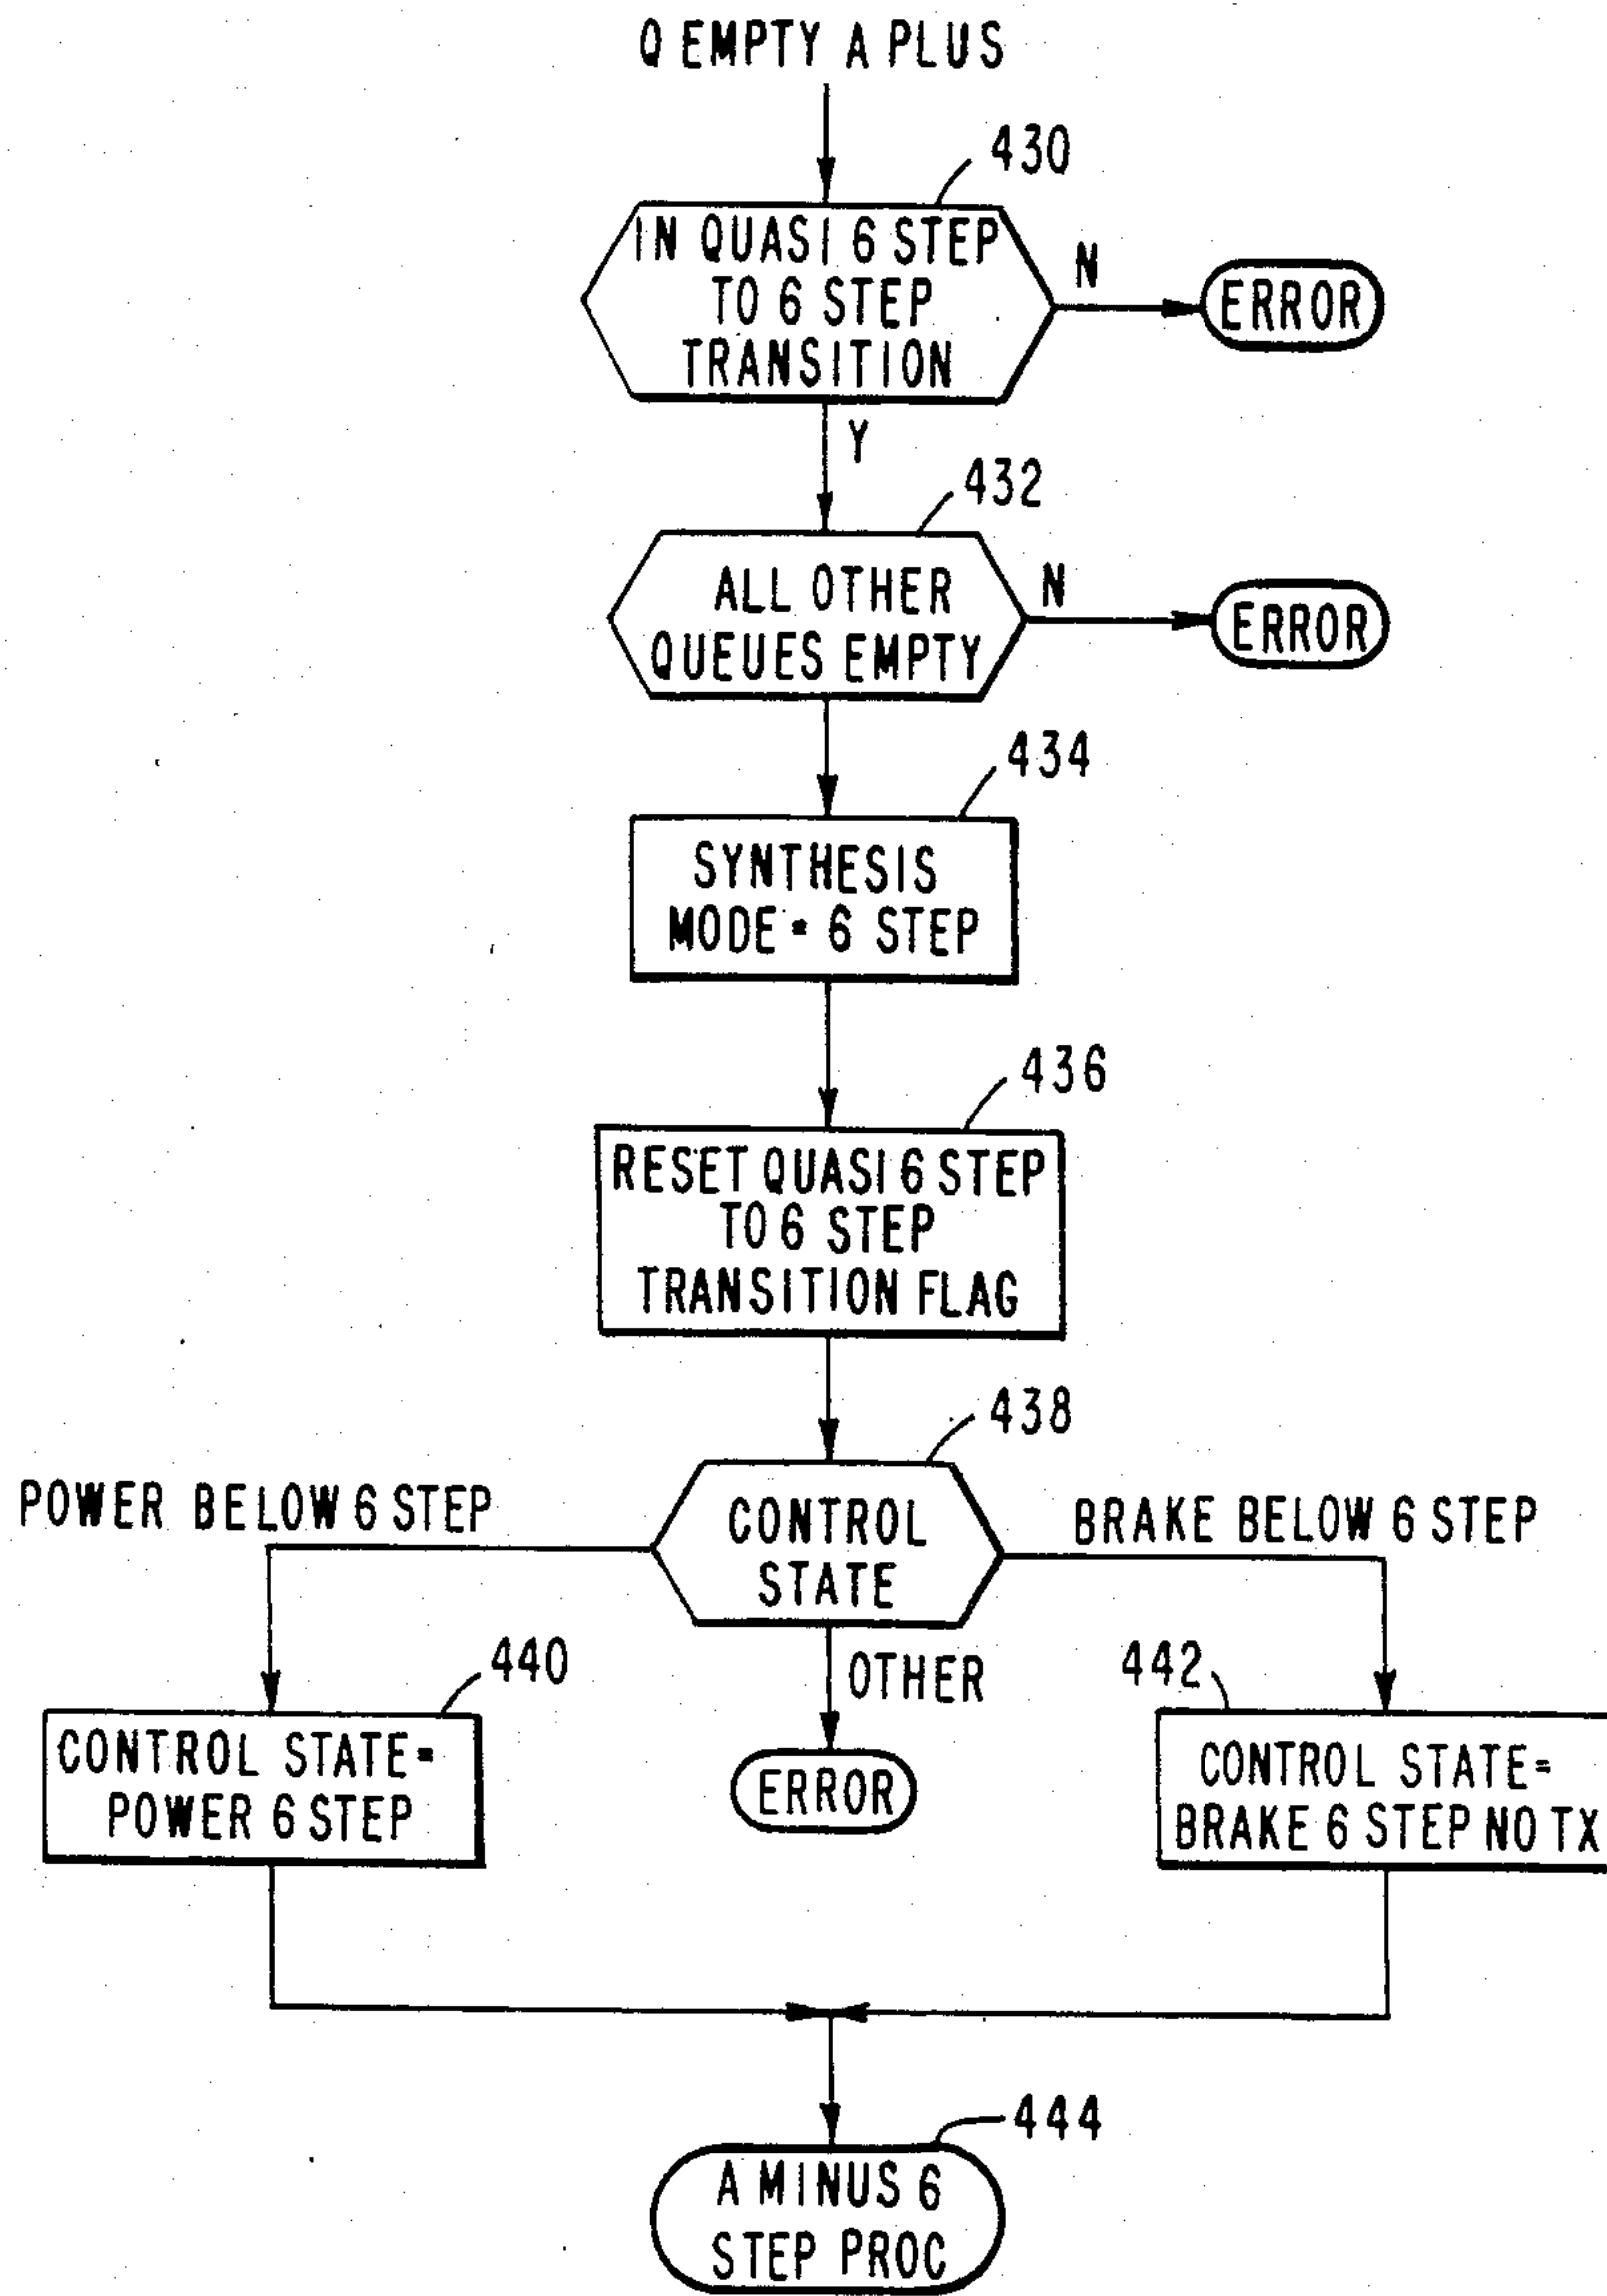 Q EMPTY A PLUS
430
IN QUASI 6 STEP
TO 6 STEP
TRANSITION
N
ERROR
Y
432
ALL OTHER
QUEUES EMPTY
N
ERROR
434
SYNTHESIS
MODE = 6 STEP
436
RESET QUASI 6 STEP
TO 6 STEP
TRANSITION FLAG
438
POWER BELOW 6 STEP
CONTROL
STATE
BRAKE BELOW 6 STEP
440
OTHER
442
CONTROL STATE=
POWER 6 STEP
ERROR
CONTROL STATE=
BRAKE 6 STEP NO TX
444
A MINUS 6
STEP PROC